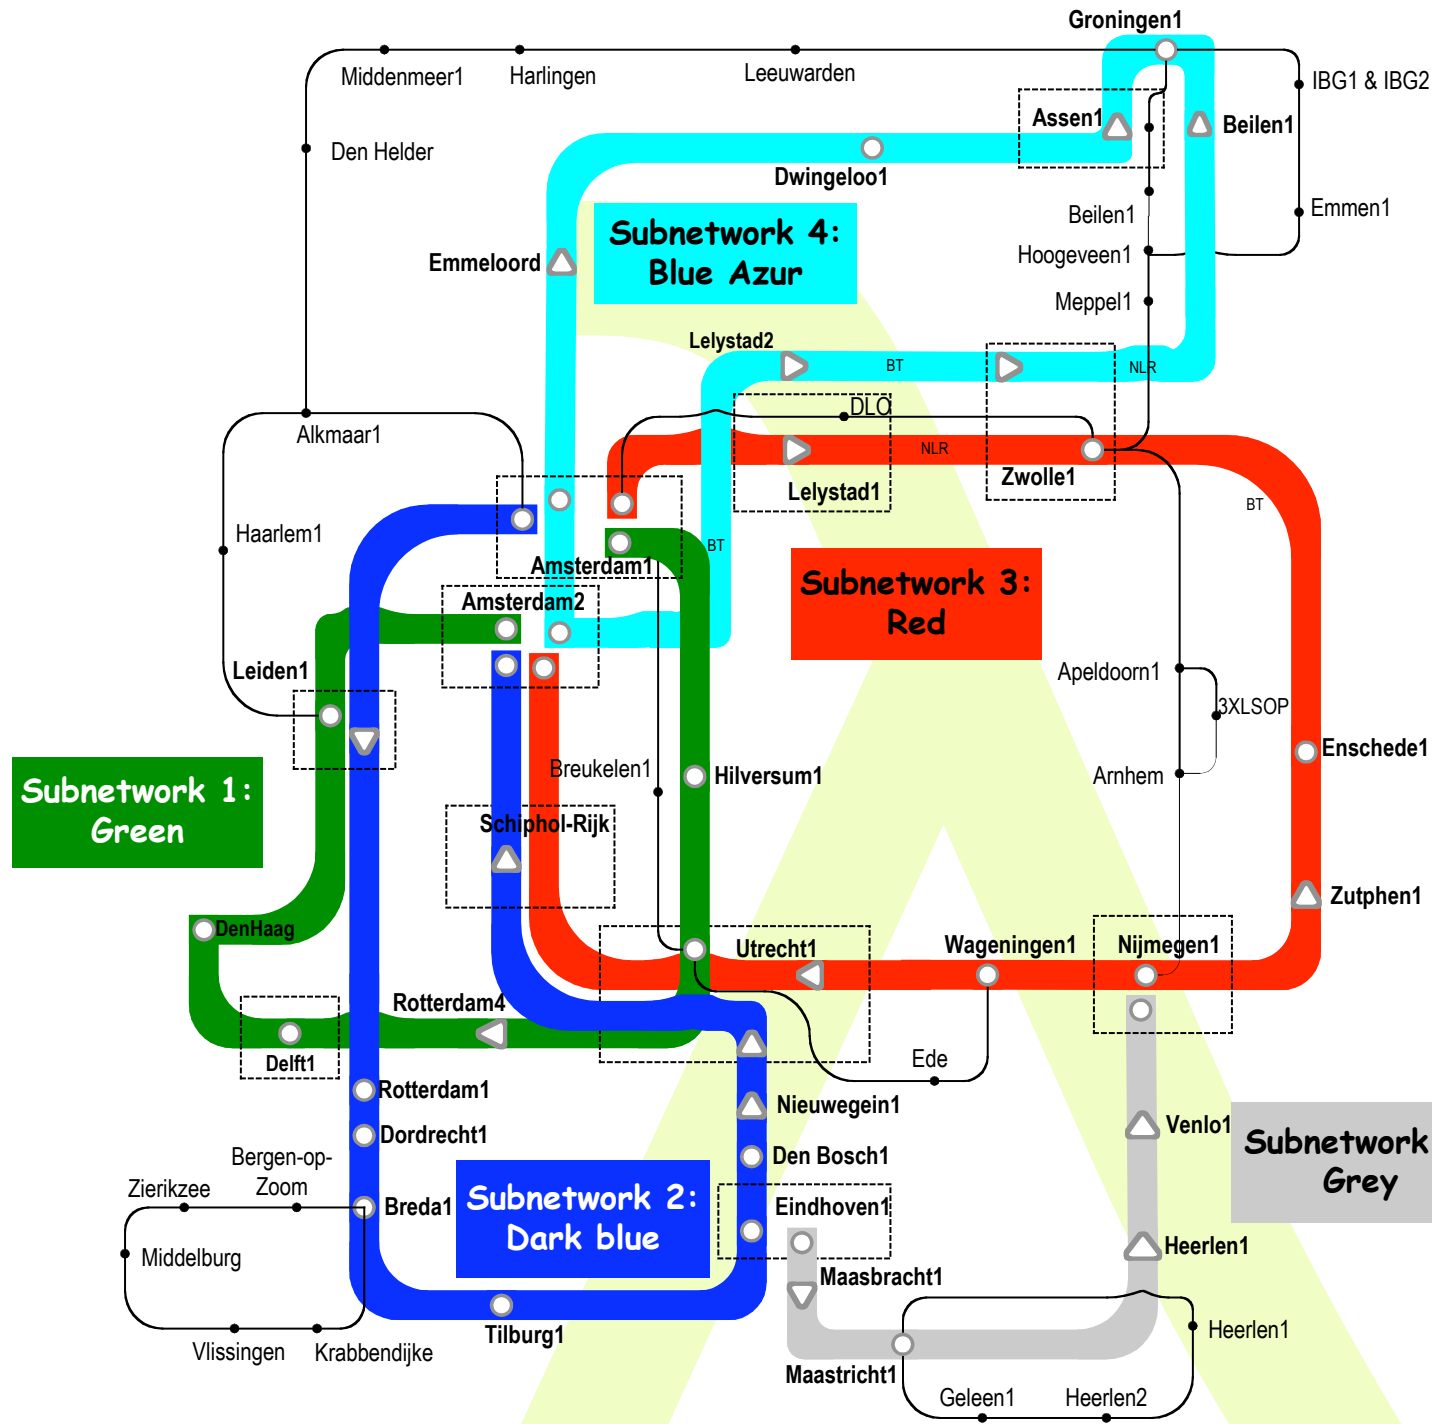 Groningen1
Middenmeer1
Harlingen
Leeuwarden
IBG1 & IBG2
Assen1
Beilen1
Den Helder
Dwingeloo1
Beilen1
Emmen1
Subnetwork 4:
Blue Azur
Emmeloord
Hoogeveen1
Meppel1
Lelystad2
BT
NLR
DLO
Alkmaar1
NLR
Zwolle1
Lelystad1
BT
Haarlem1
BT
Amsterdam1
Subnetwork 3:
Red
Amsterdam2
Leiden1
Apeldoorn1
3XLSOP
Enschede1
Breukelen1
Hilversum1
Arnhem
Subnetwork 1:
Green
Schiphol-Rijk
Zutphen1
DenHaag
Utrecht1
Wageningen1
Nijmegen1
Rotterdam4
Delft1
Ede
Rotterdam1
Nieuwegein1
Dordrecht1
Venlo1
Den Bosch1
Subnetwork
Grey
Bergen-op-
Zoom
Zierikzee
Breda1
Subnetwork 2:
Dark blue
Eindhoven1
Middelburg
Heerlen1
Maasbracht1
Tilburg1
Heerlen1
Vlissingen
Krabbendijke
Maastricht1
Geleen1
Heerlen2